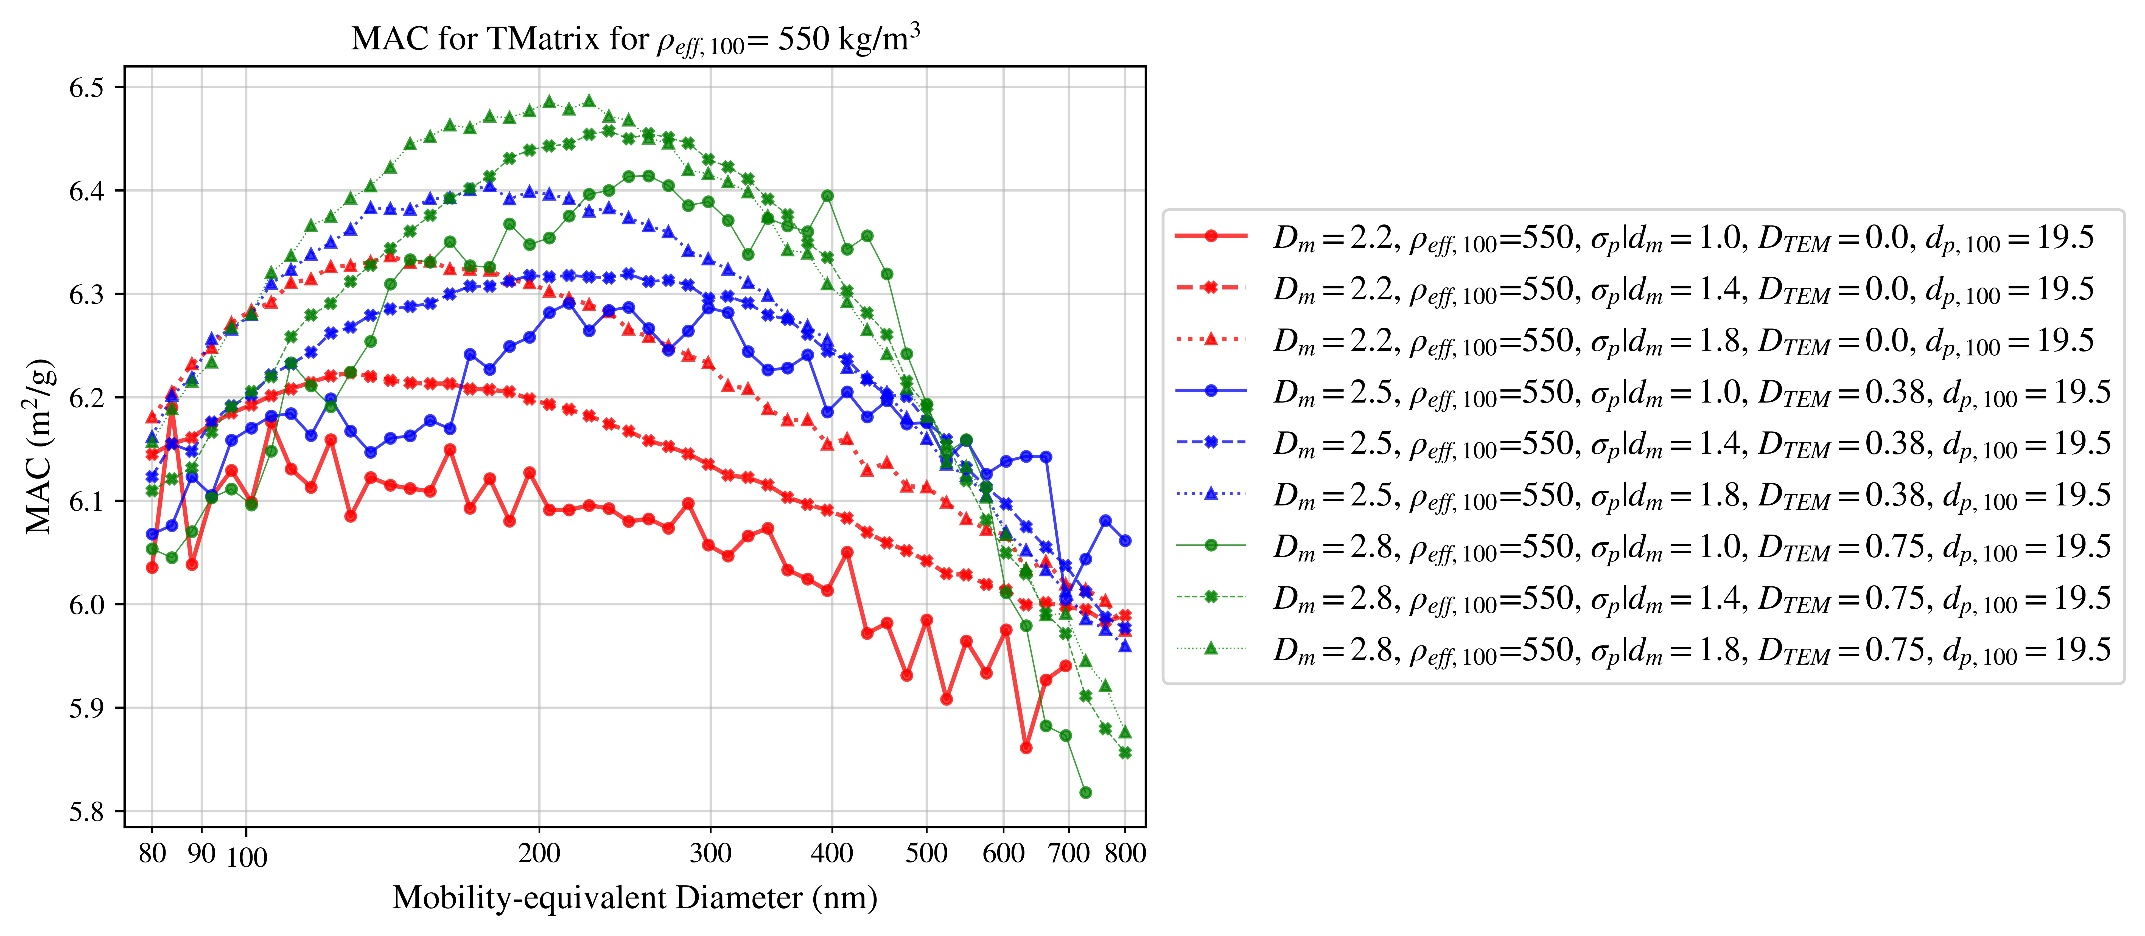 MAC for TMatrix for ρeff,100= 550 kg/m³
MAC (m²/g)
6.5
6.4
6.3
6.2
6.1
6.0
5.9
5.8
80 90 100 200 300 400 500 600 700 800
Mobility-equivalent Diameter (nm)
Dm = 2.2, ρeff,100=550, σp|dm = 1.0, DTEM = 0.0, dp,100 = 19.5
Dm = 2.2, ρeff,100=550, σp|dm = 1.4, DTEM = 0.0, dp,100 = 19.5
Dm = 2.2, ρeff,100=550, σp|dm = 1.8, DTEM = 0.0, dp,100 = 19.5
Dm = 2.5, ρeff,100=550, σp|dm = 1.0, DTEM = 0.38, dp,100 = 19.5
Dm = 2.5, ρeff,100=550, σp|dm = 1.4, DTEM = 0.38, dp,100 = 19.5
Dm = 2.5, ρeff,100=550, σp|dm = 1.8, DTEM = 0.38, dp,100 = 19.5
Dm = 2.8, ρeff,100=550, σp|dm = 1.0, DTEM = 0.75, dp,100 = 19.5
Dm = 2.8, ρeff,100=550, σp|dm = 1.4, DTEM = 0.75, dp,100 = 19.5
Dm = 2.8, ρeff,100=550, σp|dm = 1.8, DTEM = 0.75, dp,100 = 19.5